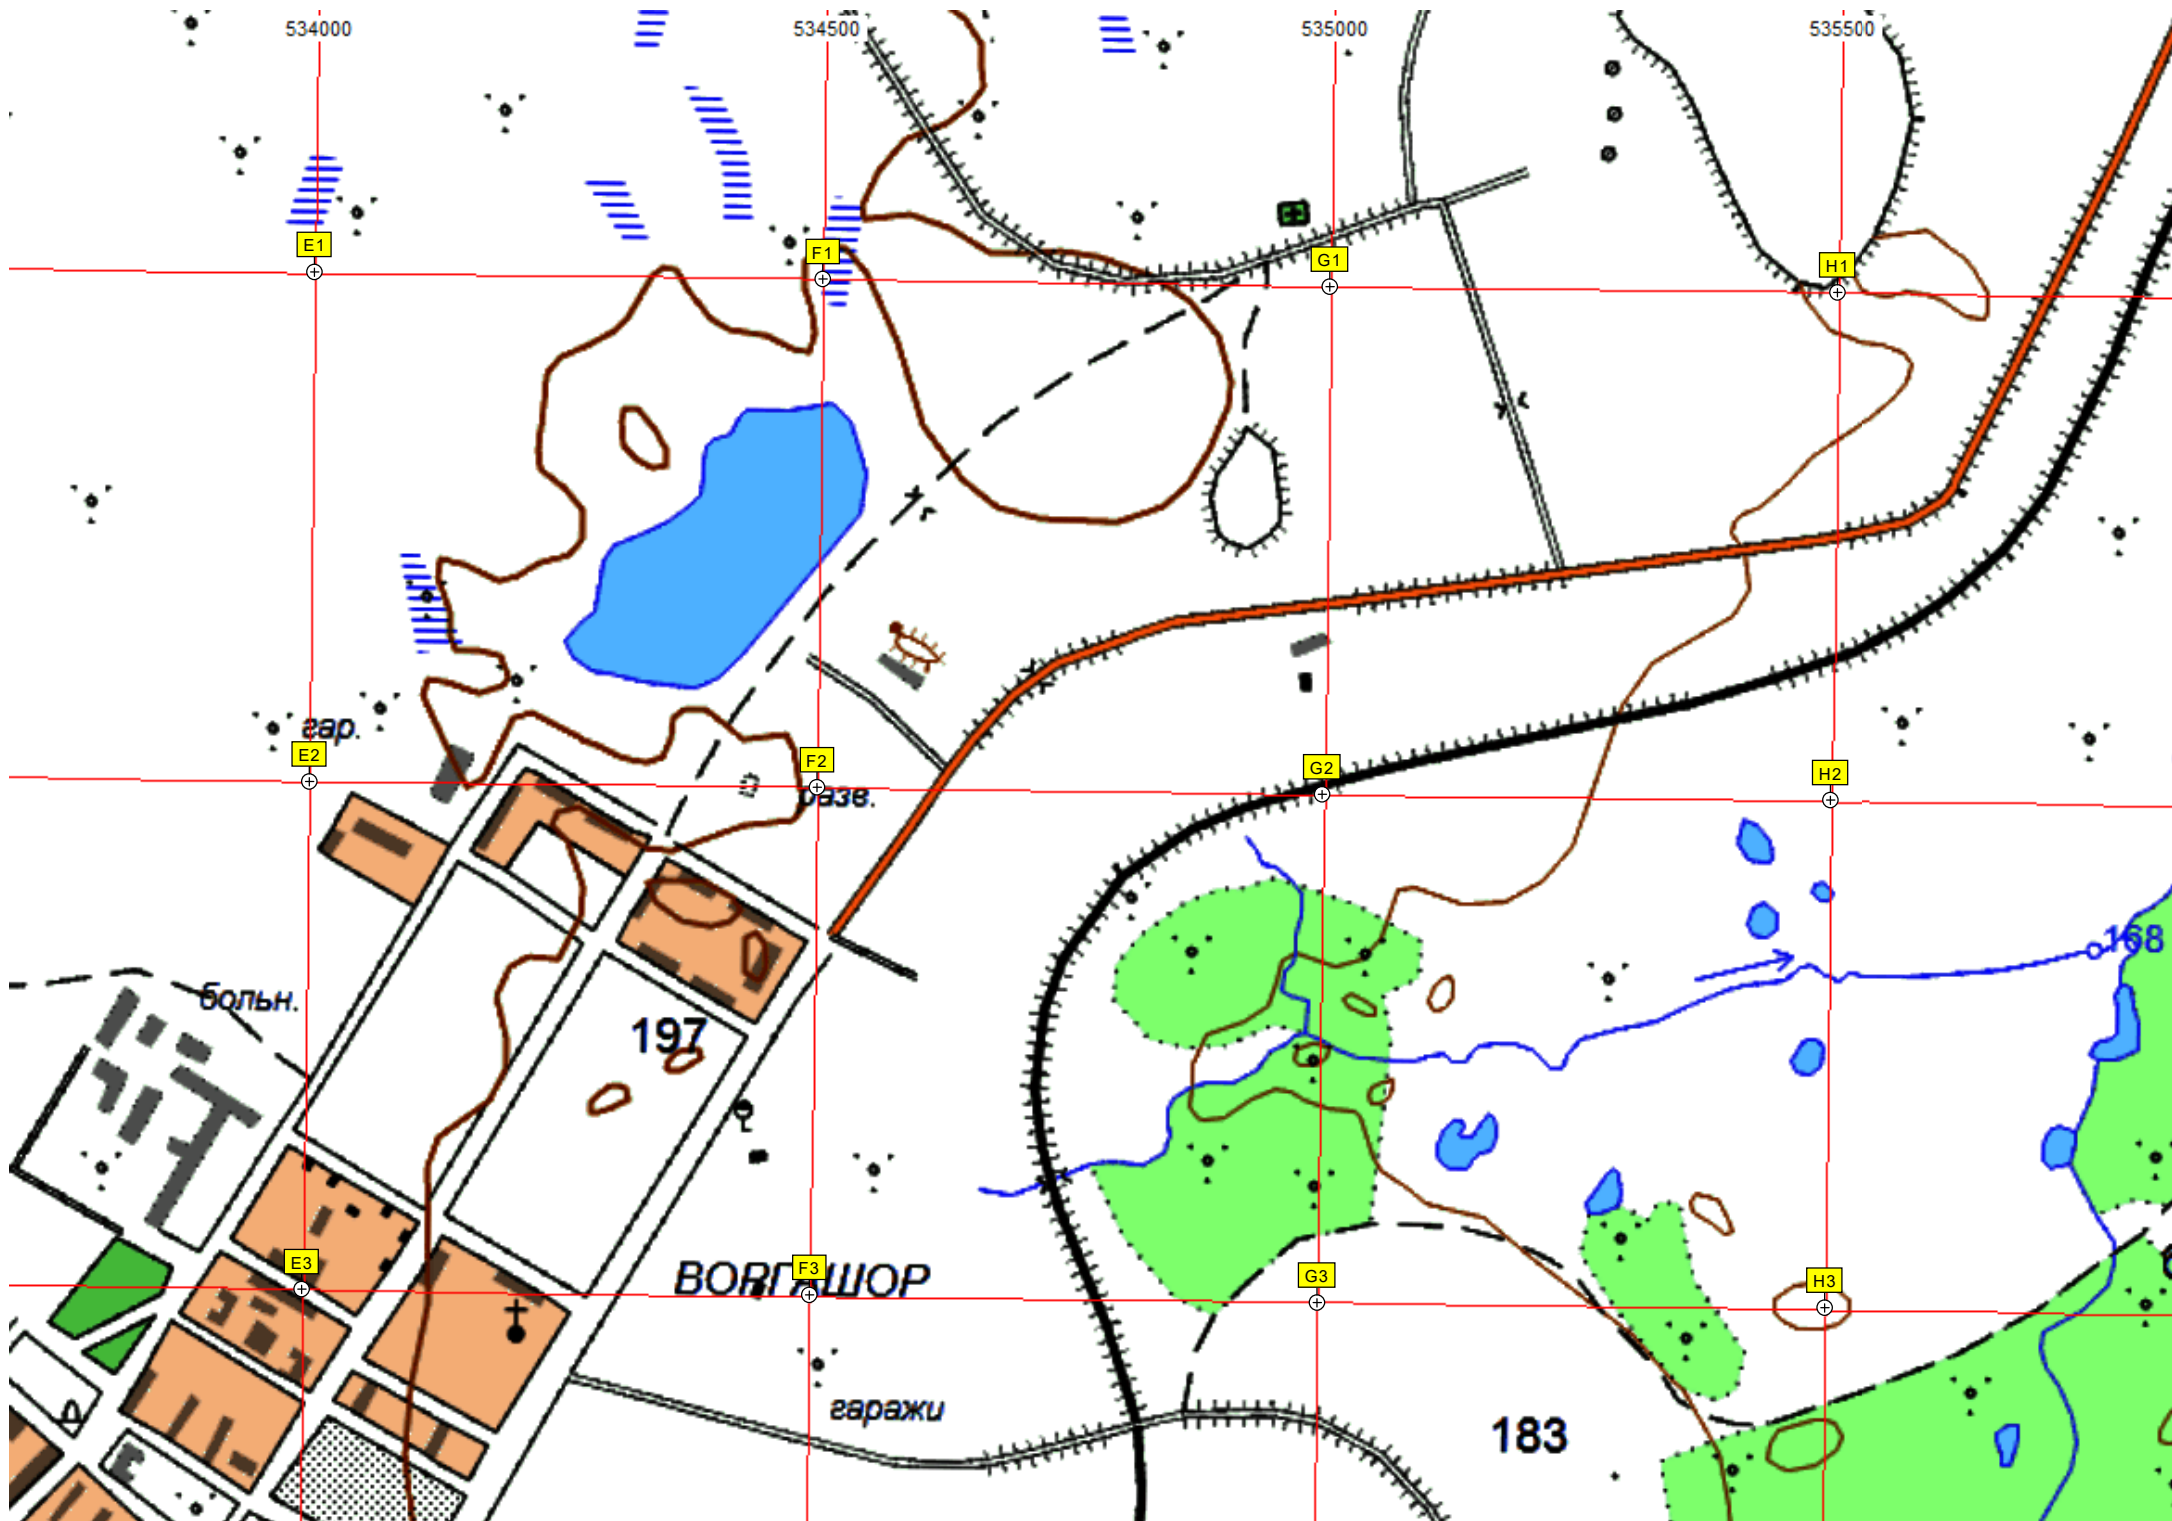 534000 534500 535000 535500
E1 F1 G1 H1
гар.
E2 F2 G2 H2
разв.
168
больн.
197
E3 F3 G3 H3
ВОРГАШОР
гаражи
183